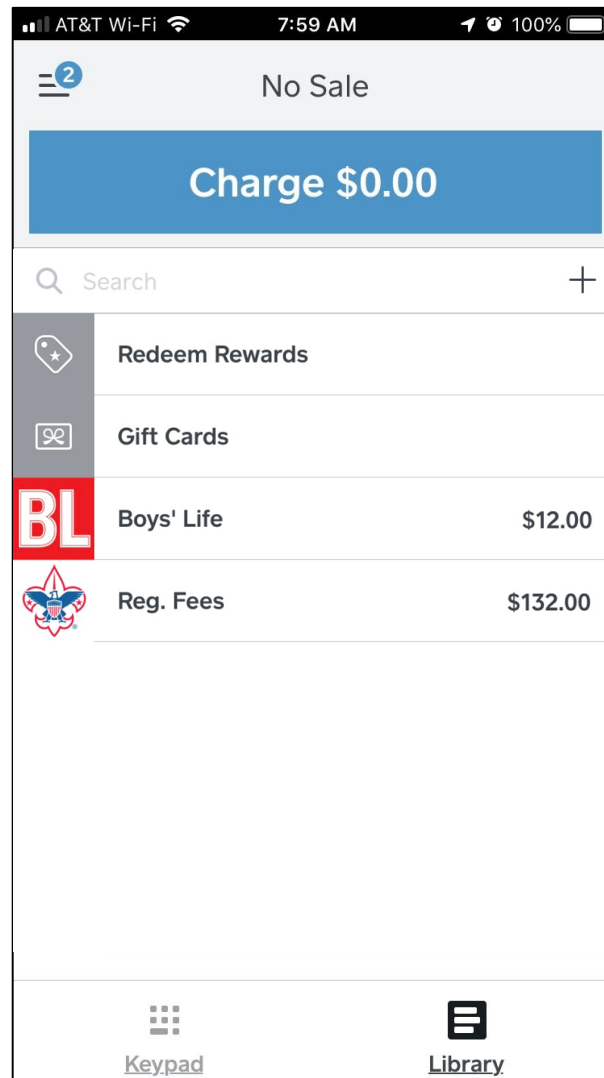 AT&T Wi-Fi 7:59 AM 100%
2 No Sale
Charge $0.00
Search
Redeem Rewards
Gift Cards
BL Boys' Life $12.00
Reg. Fees $132.00
Keypad Library